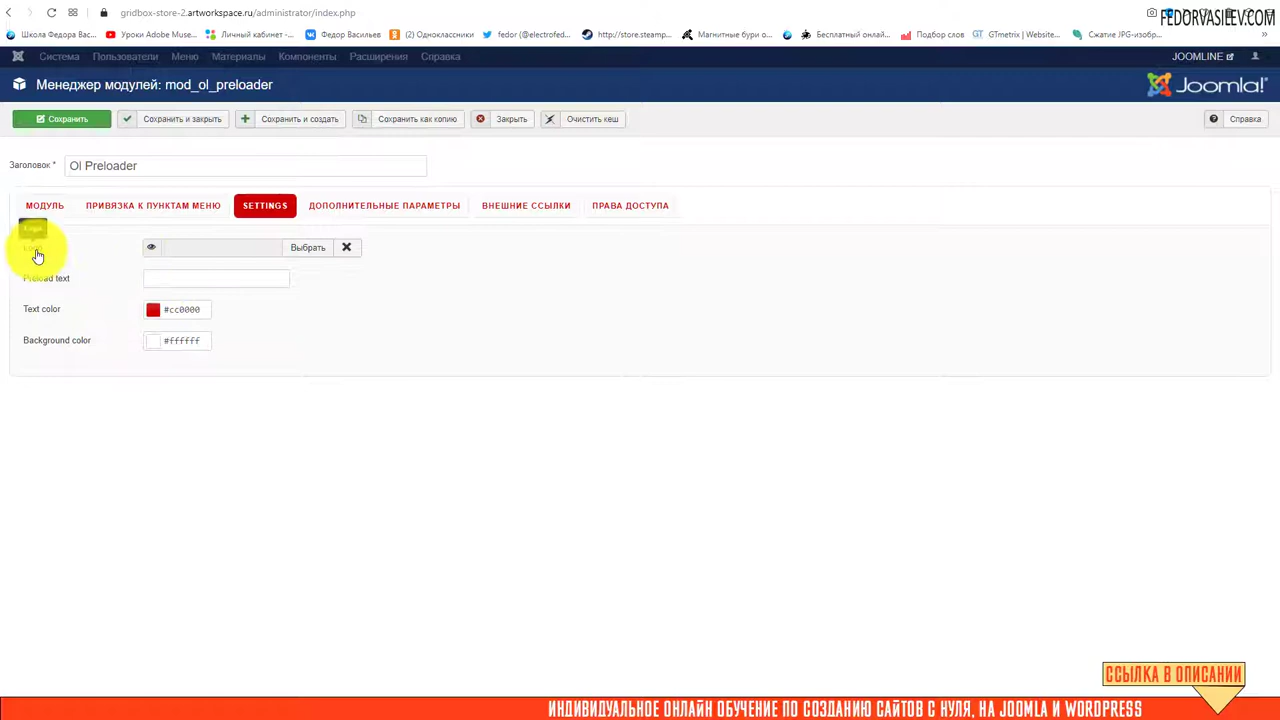 gridbox-store-2.artworkspace.ru/administrator/index.php
FEDORVASILEV.COM
Школа Федора Вас... Уроки Adobe Muse... Личный кабинет -... Федор Васильев (2) Одноклассники fedor (@electrofed... http://store.steamp... Магнитные бури о... Бесплатный онлай... Подбор слов GTmetrix | Website... Сжатие JPG-изобр... »
Система Пользователи Меню Материалы Компоненты Расширения Справка JOOMLINE
Менеджер модулей: mod_ol_preloader Joomla!®
Сохранить Сохранить и закрыть Сохранить и создать Сохранить как копию Закрыть Очистить кеш Справка
Заголовок * Ol Preloader
МОДУЛЬ ПРИВЯЗКА К ПУНКТАМ МЕНЮ SETTINGS ДОПОЛНИТЕЛЬНЫЕ ПАРАМЕТРЫ ВНЕШНИЕ ССЫЛКИ ПРАВА ДОСТУПА
Выбрать
Preload text
Text color #cc0000
Background color #ffffff
ССЫЛКА В ОПИСАНИИ
ИНДИВИДУАЛЬНОЕ ОНЛАЙН ОБУЧЕНИЕ ПО СОЗДАНИЮ САЙТОВ С НУЛЯ, НА JOOMLA И WORDPRESS